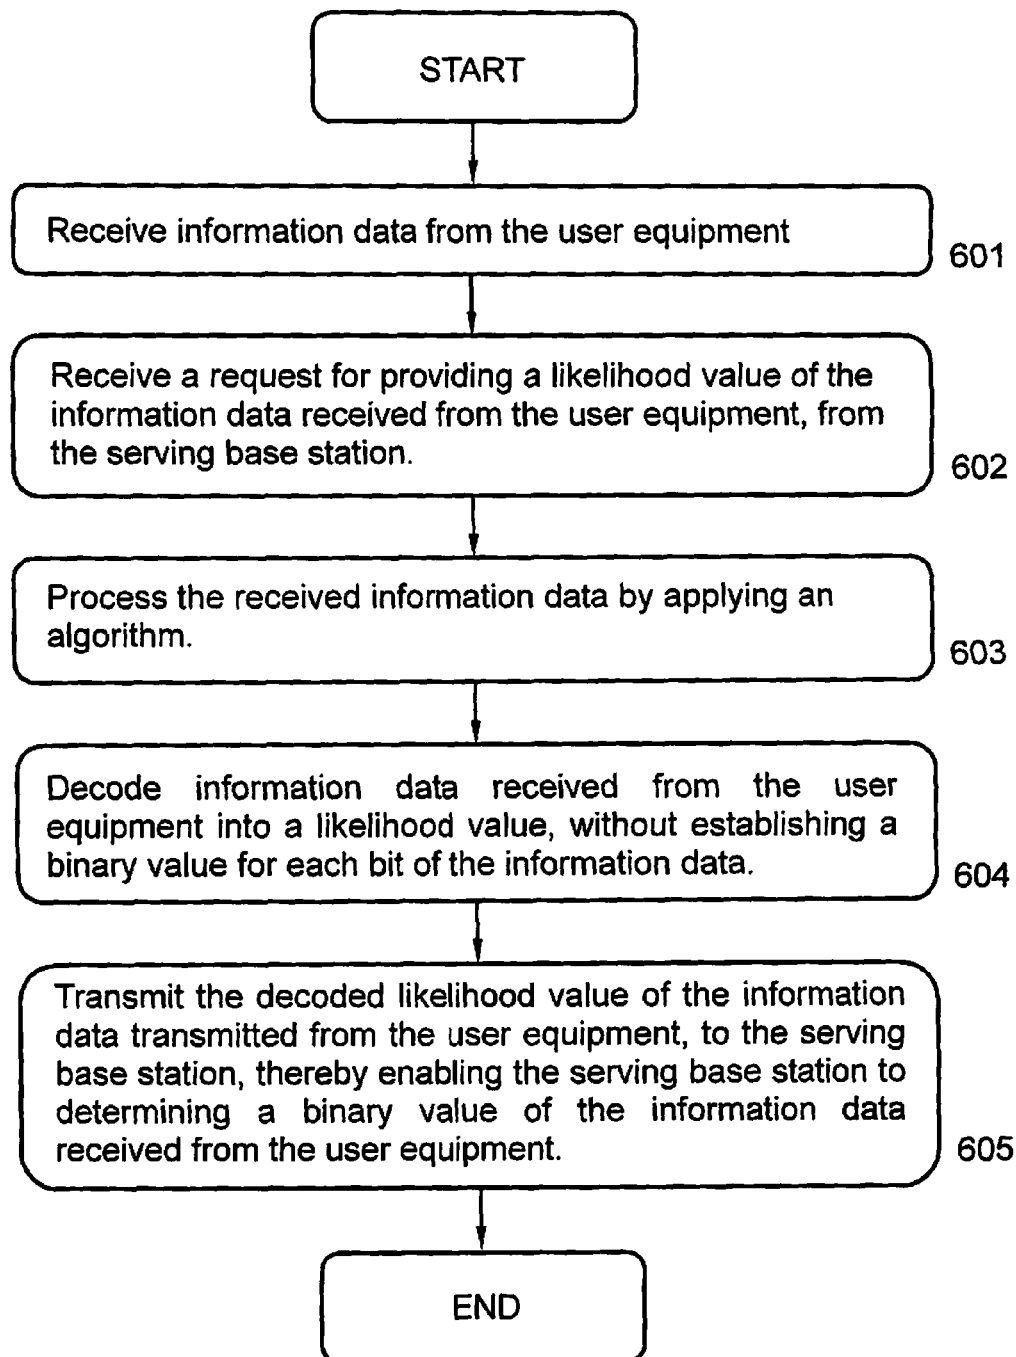 START
Receive information data from the user equipment
601
Receive a request for providing a likelihood value of the
information data received from the user equipment, from
the serving base station.
602
Process the received information data by applying an
algorithm.
603
Decode information data received from the user
equipment into a likelihood value, without establishing a
binary value for each bit of the information data.
604
Transmit the decoded likelihood value of the information
data transmitted from the user equipment, to the serving
base station, thereby enabling the serving base station to
determining a binary value of the information data
received from the user equipment.
605
END